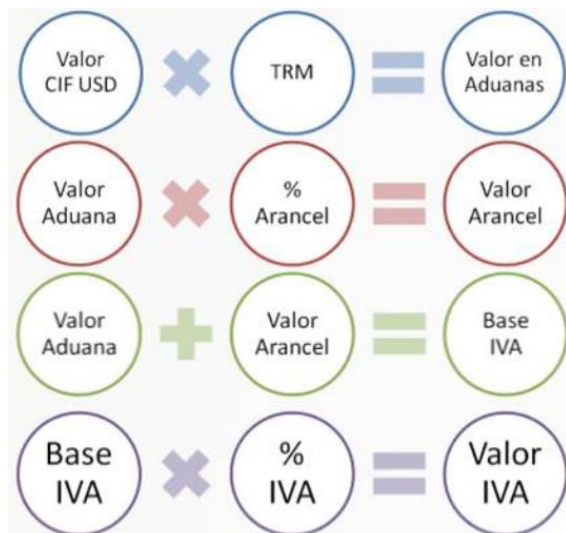 Valor
CIF USD
TRM
Valor en
Aduanas
Valor
Aduana
%
Arancel
Valor
Arancel
Valor
Aduana
Valor
Arancel
Base
IVA
Base
IVA
%
IVA
Valor
IVA